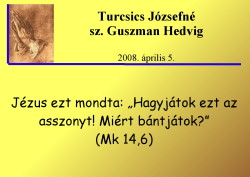 Turcsics Józsefné
sz. Guszman Hedvig
2008. április 5.
Jézus ezt mondta: „Hagyjátok ezt az
asszonyt! Miért bántjátok?”
(Mk 14,6)